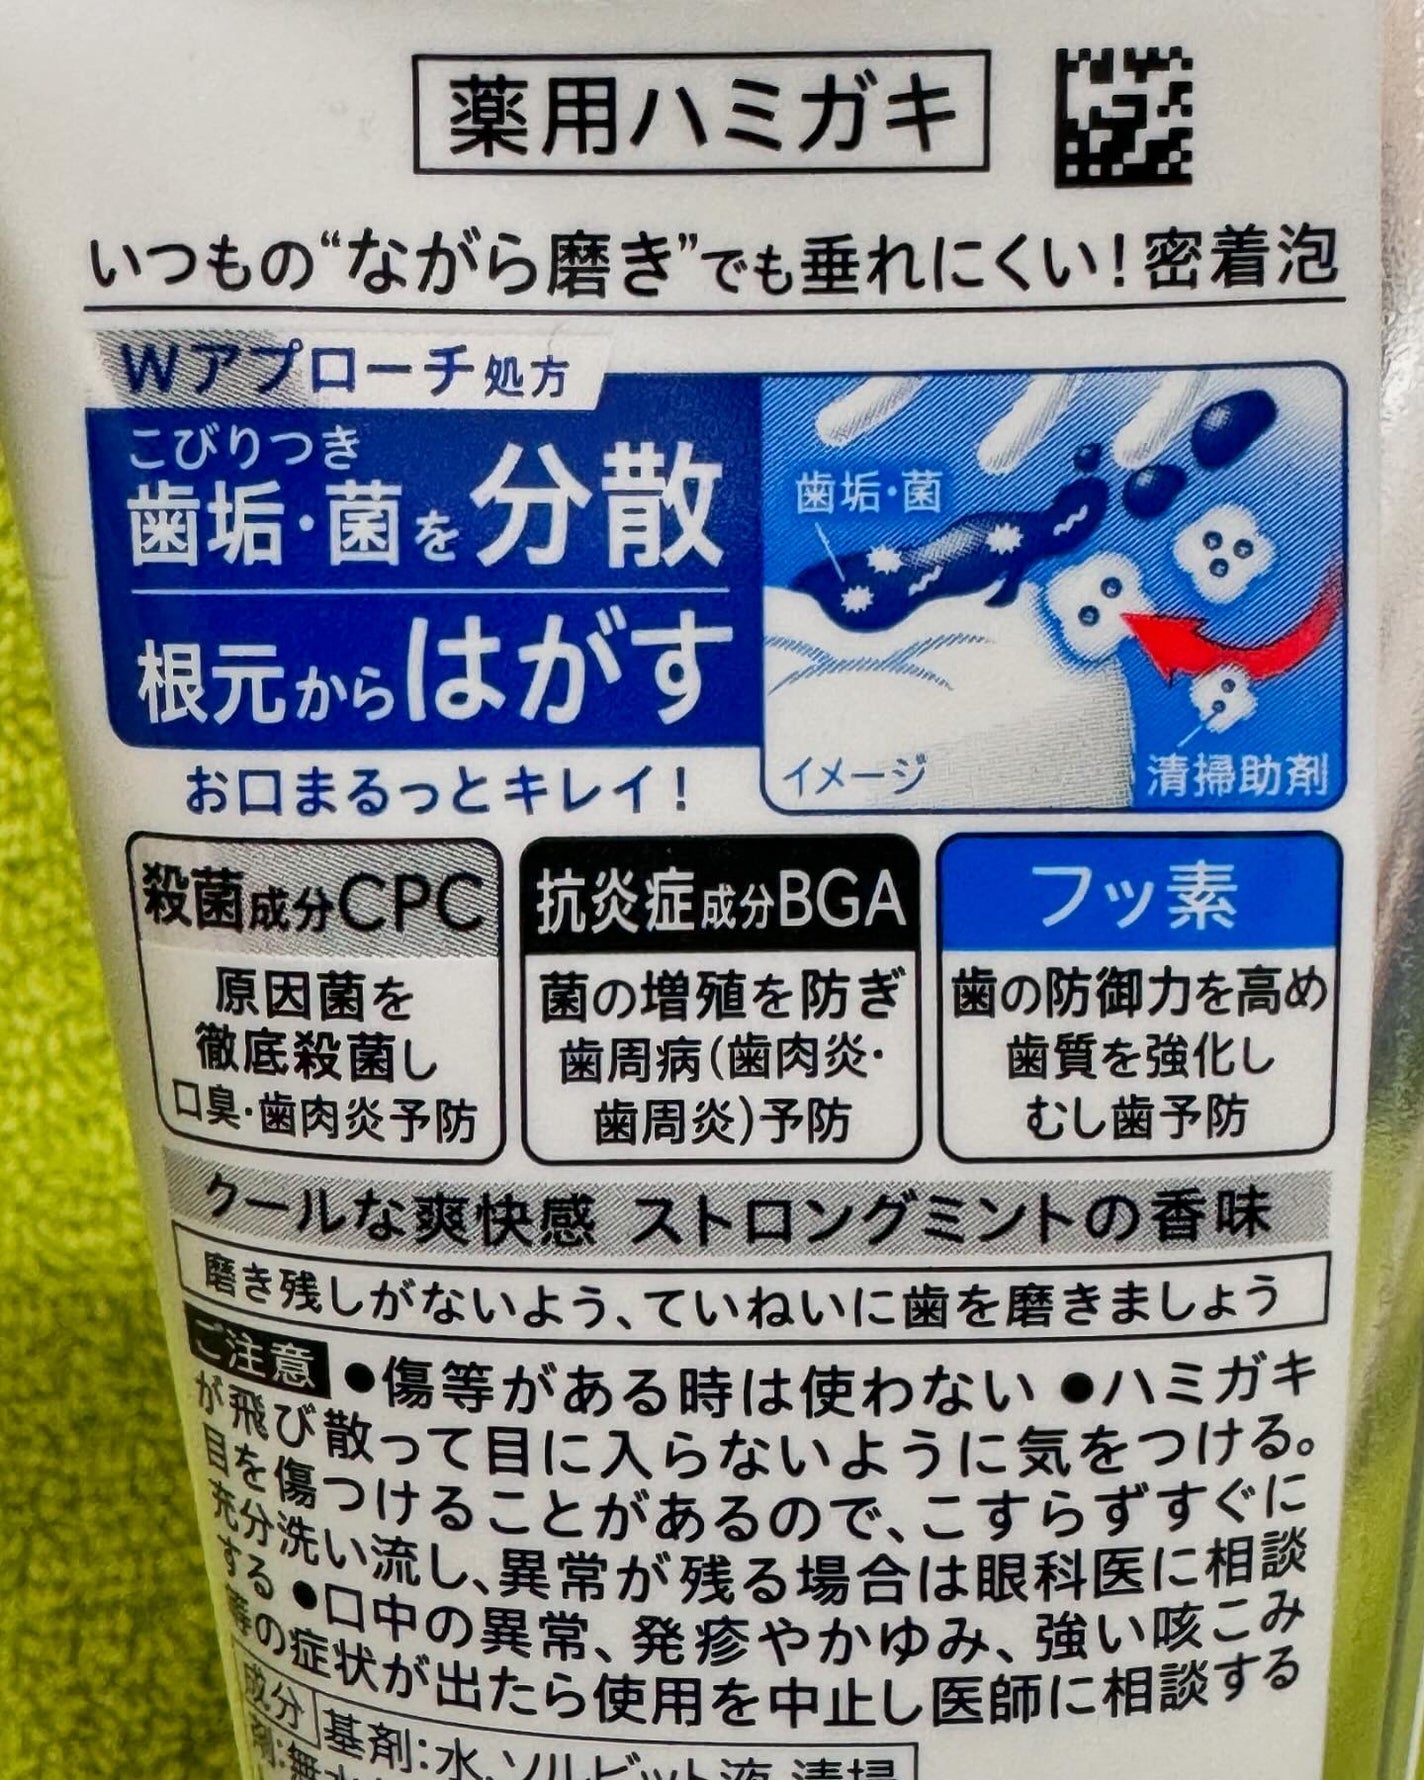 薬用ハミガキ
いつもの“ながら磨き”でも垂れにくい!密着泡
Wアプローチ処方
こびりつき
歯垢・菌を分散
根元からはがす
お口まるっとキレイ!
歯垢・菌
イメージ
清掃助剤
殺菌成分CPC
原因菌を
徹底殺菌し
口臭・歯肉炎予防
抗炎症成分BGA
菌の増殖を防ぎ
歯周病(歯肉炎・
歯周炎)予防
フッ素
歯の防御力を高め
歯質を強化し
むし歯予防
クールな爽快感 ストロングミントの香味
磨き残しがないよう、ていねいに歯を磨きましょう
ご注意 ●傷等がある時は使わない ●ハミガキ
が飛び散って目に入らないように気をつける。
目を傷つけることがあるので、こすらずすぐに
充分洗い流し、異常が残る場合は眼科医に相談
する ●口中の異常、発疹やかゆみ、強い咳こみ
等の症状が出たら使用を中止し医師に相談する
成分 基剤:水、ソルビット液、清掃
剤:無水